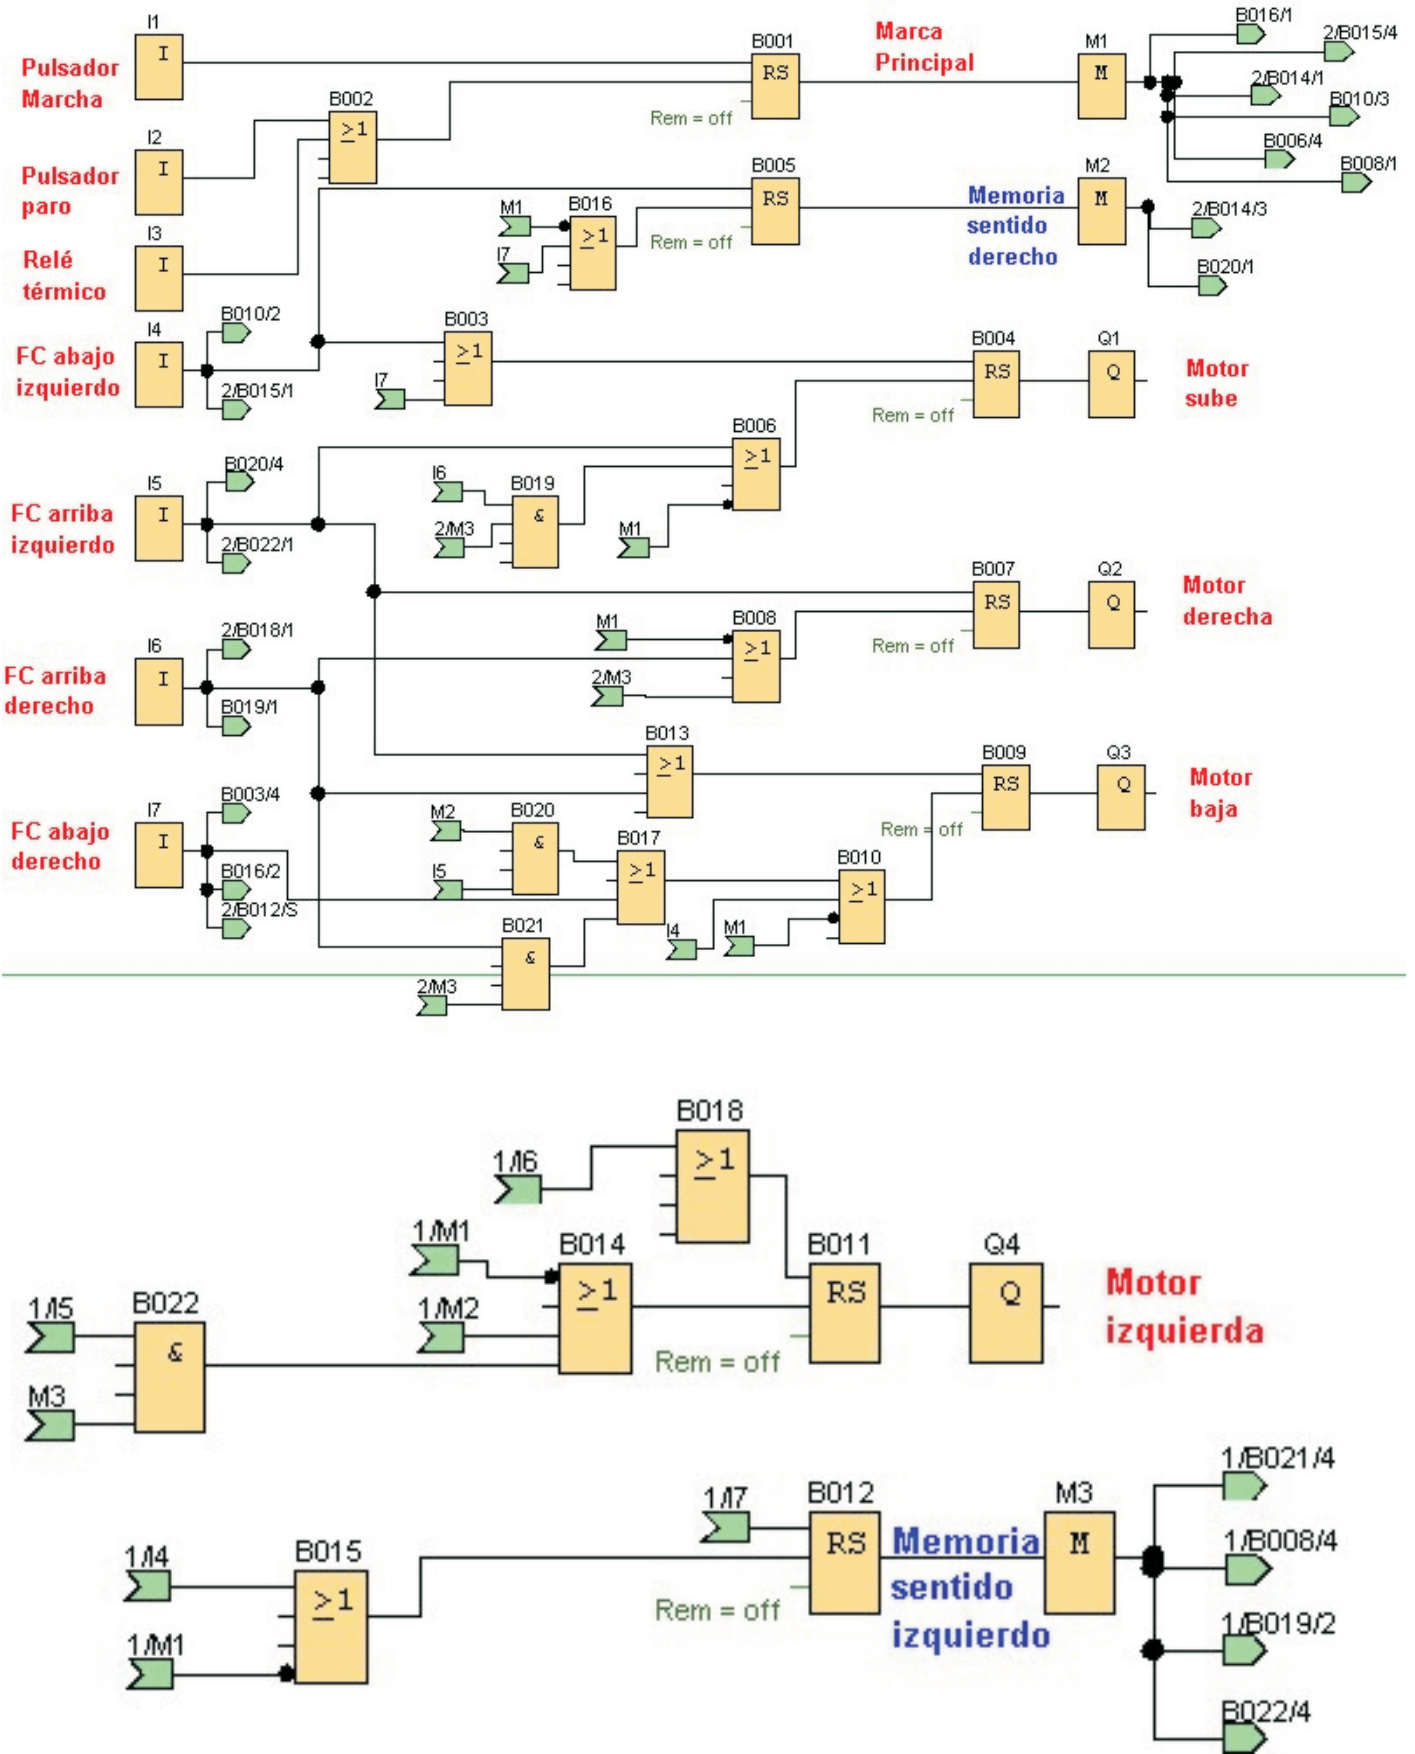 I1
I
Pulsador
Marcha
B001
RS
Rem = off
Marca
Principal
M1
M
B016/1
2/B015/4
2/B014/1
B010/3
B006/4
B008/1
B002
≥1
I2
I
Pulsador
paro
I3
I
Relé
térmico
B005
RS
Rem = off
M1
I7
B016
≥1
Memoria
sentido
derecho
M2
M
2/B014/3
B020/1
I4
I
FC abajo
izquierdo
B010/2
2/B015/1
B003
≥1
I7
B004
RS
Rem = off
Q1
Q
Motor
sube
B006
≥1
I6
2/M3
B019
&
M1
I5
I
FC arriba
izquierdo
B020/4
2/B022/1
B007
RS
Rem = off
Q2
Q
Motor
derecha
M1
2/M3
B008
≥1
I6
I
FC arriba
derecho
2/B018/1
B019/1
B013
≥1
B009
RS
Rem = off
Q3
Q
Motor
baja
I7
I
FC abajo
derecho
B003/4
B016/2
2/B012/S
M2
I5
B020
&
B017
≥1
B010
≥1
I4
M1
B021
&
2/M3
B018
≥1
1/I6
1/M1
1/M2
B014
≥1
B011
RS
Rem = off
Q4
Q
Motor
izquierda
1/I5
M3
B022
&
1/I7
B012
RS
Rem = off
Memoria
sentido
izquierdo
M3
M
1/B021/4
1/B008/4
1/B019/2
B022/4
1/I4
1/M1
B015
≥1